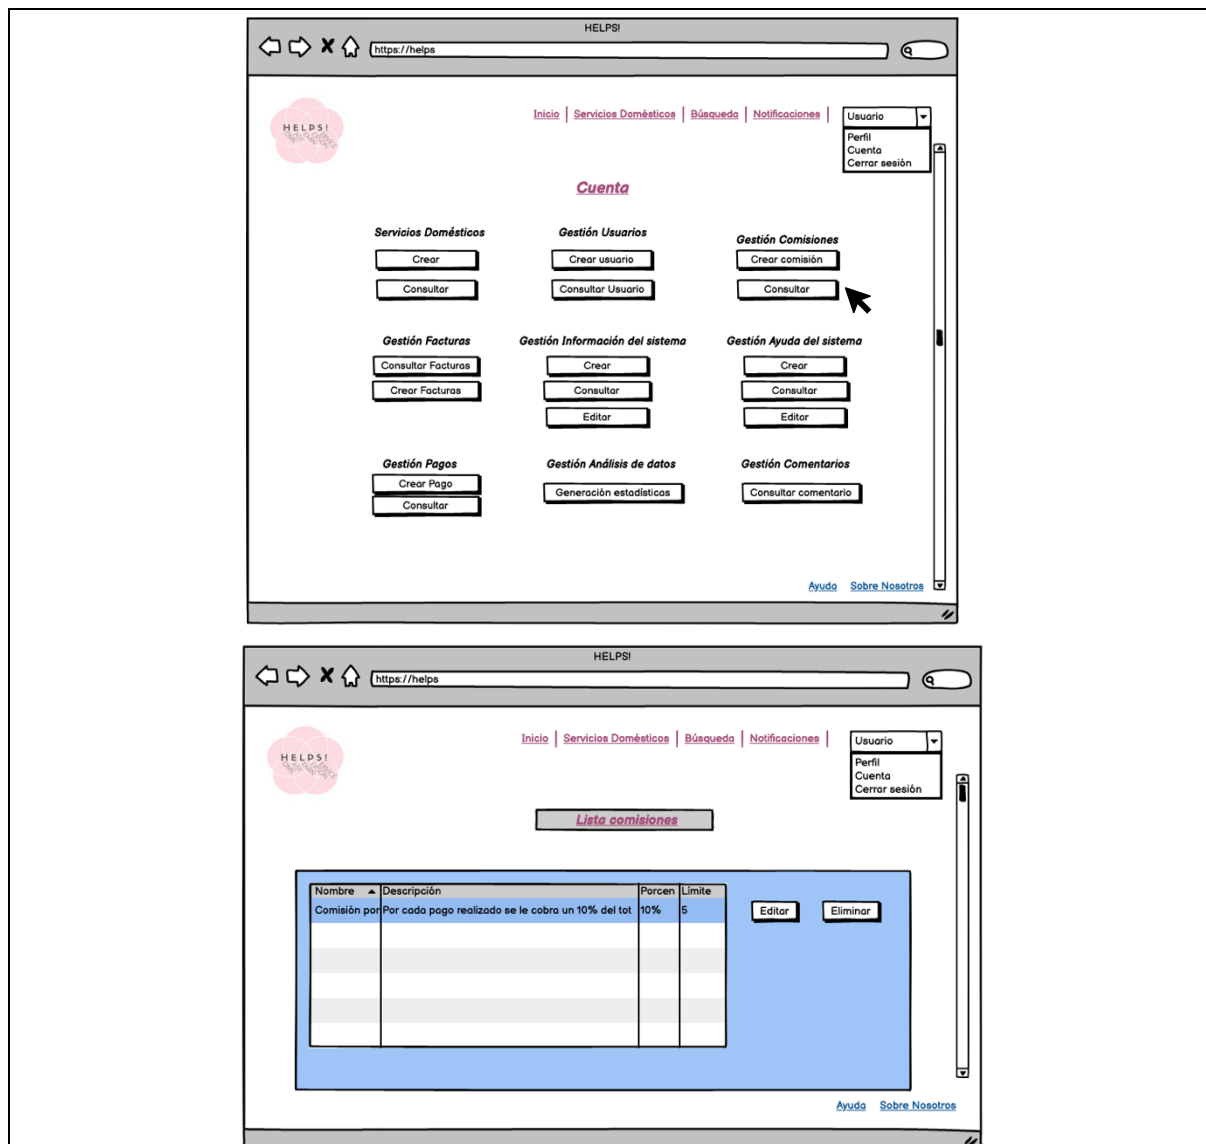 HELPS!
https://helps
HELPS!
Inicio Servicios Domésticos Búsqueda Notificaciones
Usuario
Perfil
Cuenta
Cerrar sesión
Cuenta
Servicios Domésticos Gestión Usuarios Gestión Comisiones
Crear Crear usuario Crear comisión
Consultar Consultar Usuario Consultar
Gestión Facturas Gestión Información del sistema Gestión Ayuda del sistema
Consultar Facturas Crear Crear
Crear Facturas Consultar Consultar
Editar Editar
Gestión Pagos Gestión Análisis de datos Gestión Comentarios
Crear Pago Generación estadísticas Consultar comentario
Consultar
Ayuda Sobre Nosotros
HELPS!
https://helps
HELPS!
Inicio Servicios Domésticos Búsqueda Notificaciones
Usuario
Perfil
Cuenta
Cerrar sesión
Lista comisiones
Nombre Descripción Porcen Límite
Comisión por Por cada pago realizado se le cobra un 10% del tot 10% 5 Editar Eliminar
Ayuda Sobre Nosotros